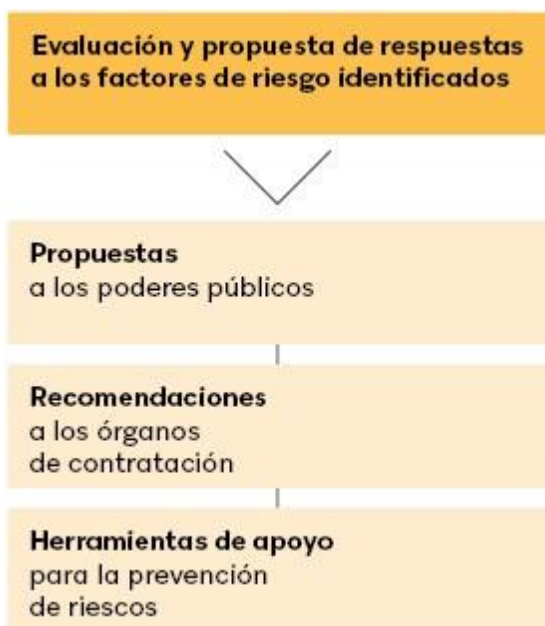 Evaluación y propuesta de respuestas
a los factores de riesgo identificados
Propuestas
a los poderes públicos
Recomendaciones
a los órganos
de contratación
Herramientas de apoyo
para la prevención
de riesgos